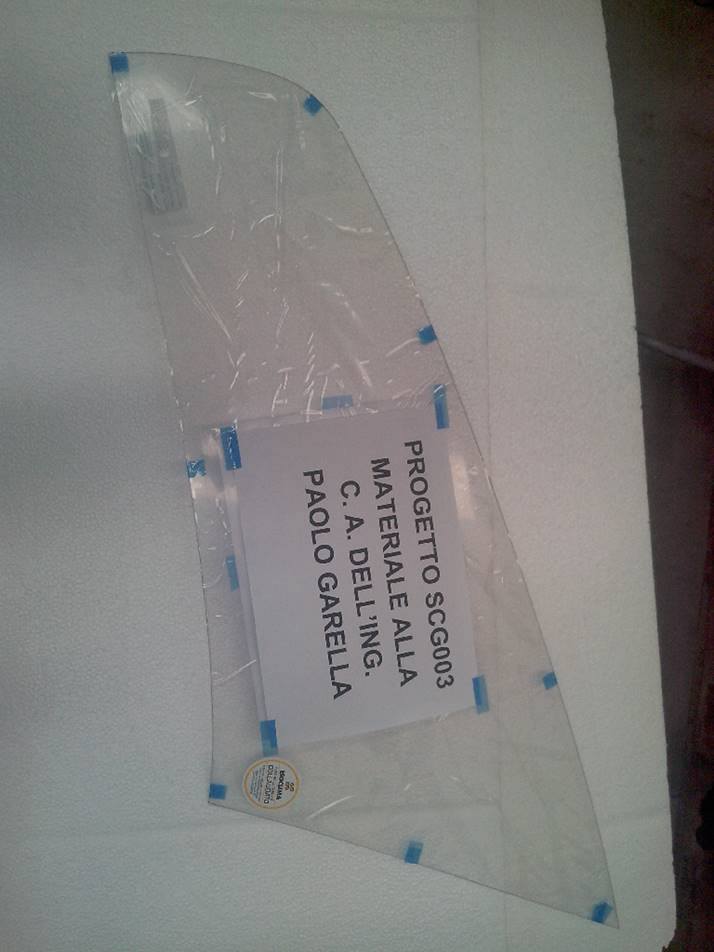 PROGETTO SCG003
MATERIALE ALLA
C. A. DELL'ING.
PAOLO GARELLA